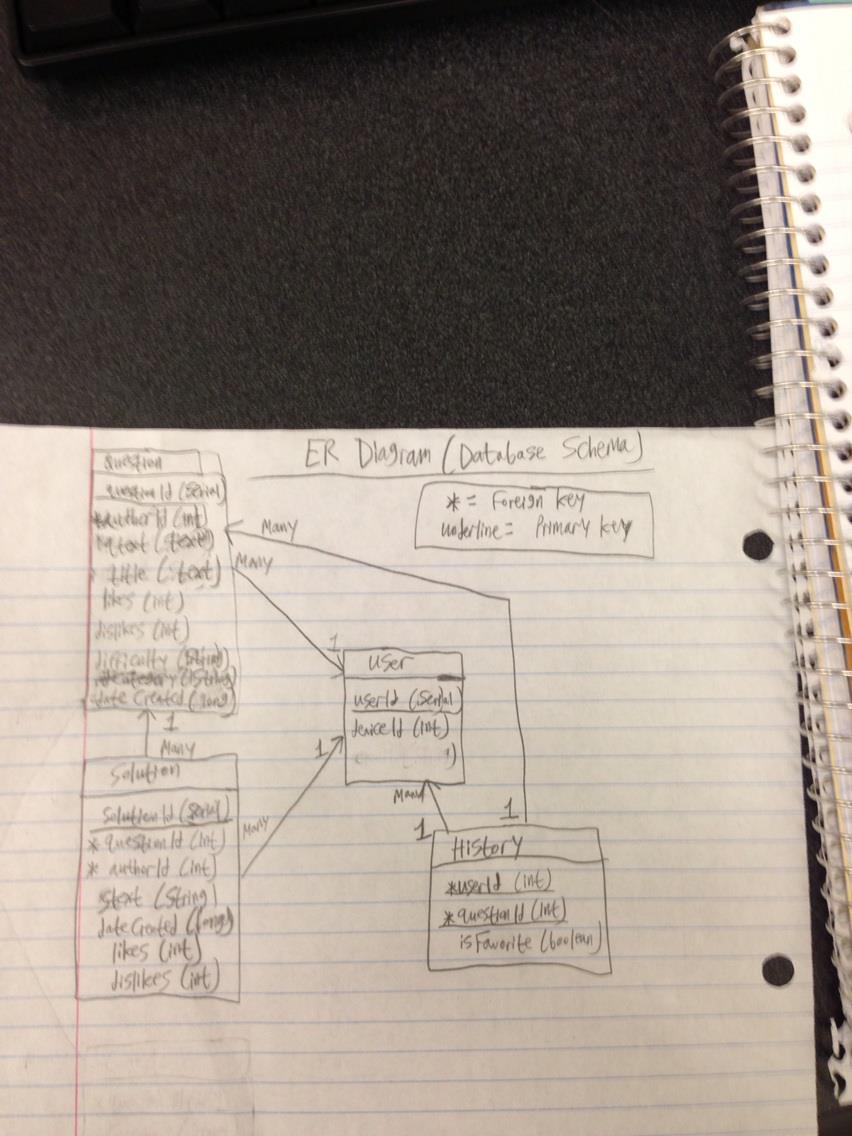 ER Diagram (Database Schema)
* = Foreign key
underline = Primary key
Question
questionId (Serial)
*authorId (int)
qtext (text)
title (text)
likes (int)
dislikes (int)
difficulty (String)
category (String)
dateCreated (long)
Many
Many
1
User
userId (Serial)
deviceId (int)
1
Many
1
Many
Many
1
1
Solution
SolutionId (Serial)
* questionId (int)
* authorId (int)
stext (String)
dateCreated (long)
likes (int)
dislikes (int)
History
*userId (int)
*questionId (int)
isFavorite (boolean)